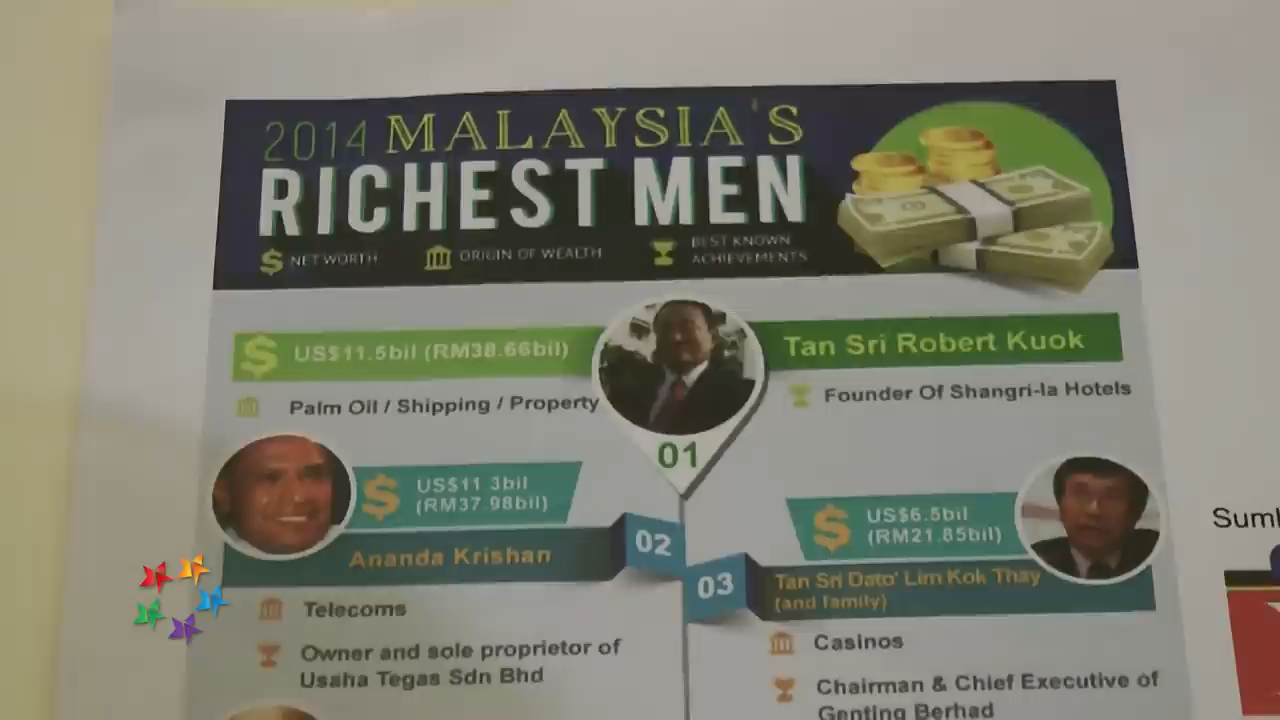 2014 MALAYSIA'S
RICHEST MEN
NET WORTH
ORIGIN OF WEALTH
BEST KNOWN
ACHIEVEMENTS
US$11.5bil (RM38.66bil)
Tan Sri Robert Kuok
Palm Oil / Shipping / Property
Founder Of Shangri-la Hotels
01
US$11.3bil
(RM37.98bil)
Ananda Krishan
02
Telecoms
Owner and sole proprietor of
Usaha Tegas Sdn Bhd
US$6.5bil
(RM21.85bil)
03
Tan Sri Dato' Lim Kok Thay
(and family)
Casinos
Chairman & Chief Executive of
Genting Berhad